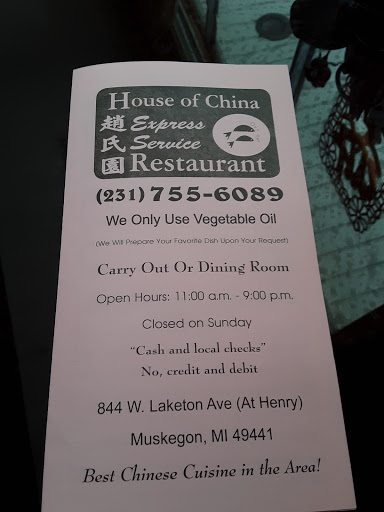 House of China
趙氏園
Express
Service
Restaurant
(231) 755-6089
We Only Use Vegetable Oil
(We Will Prepare Your Favorite Dish Upon Your Request)
Carry Out Or Dining Room
Open Hours: 11:00 a.m. - 9:00 p.m.
Closed on Sunday
"Cash and local checks"
No, credit and debit
844 W. Laketon Ave (At Henry)
Muskegon, MI 49441
Best Chinese Cuisine in the Area!